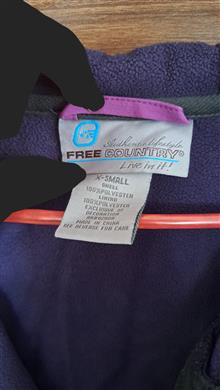 Authentic lifestyle
FREE COUNTRY®
Live in it!
X-SMALL
SHELL
100%POLYESTER
LINING
100%POLYESTER
EXCLUSIVE OF
DECORATION
MADE IN CHINA
SEE REVERSE FOR CARE